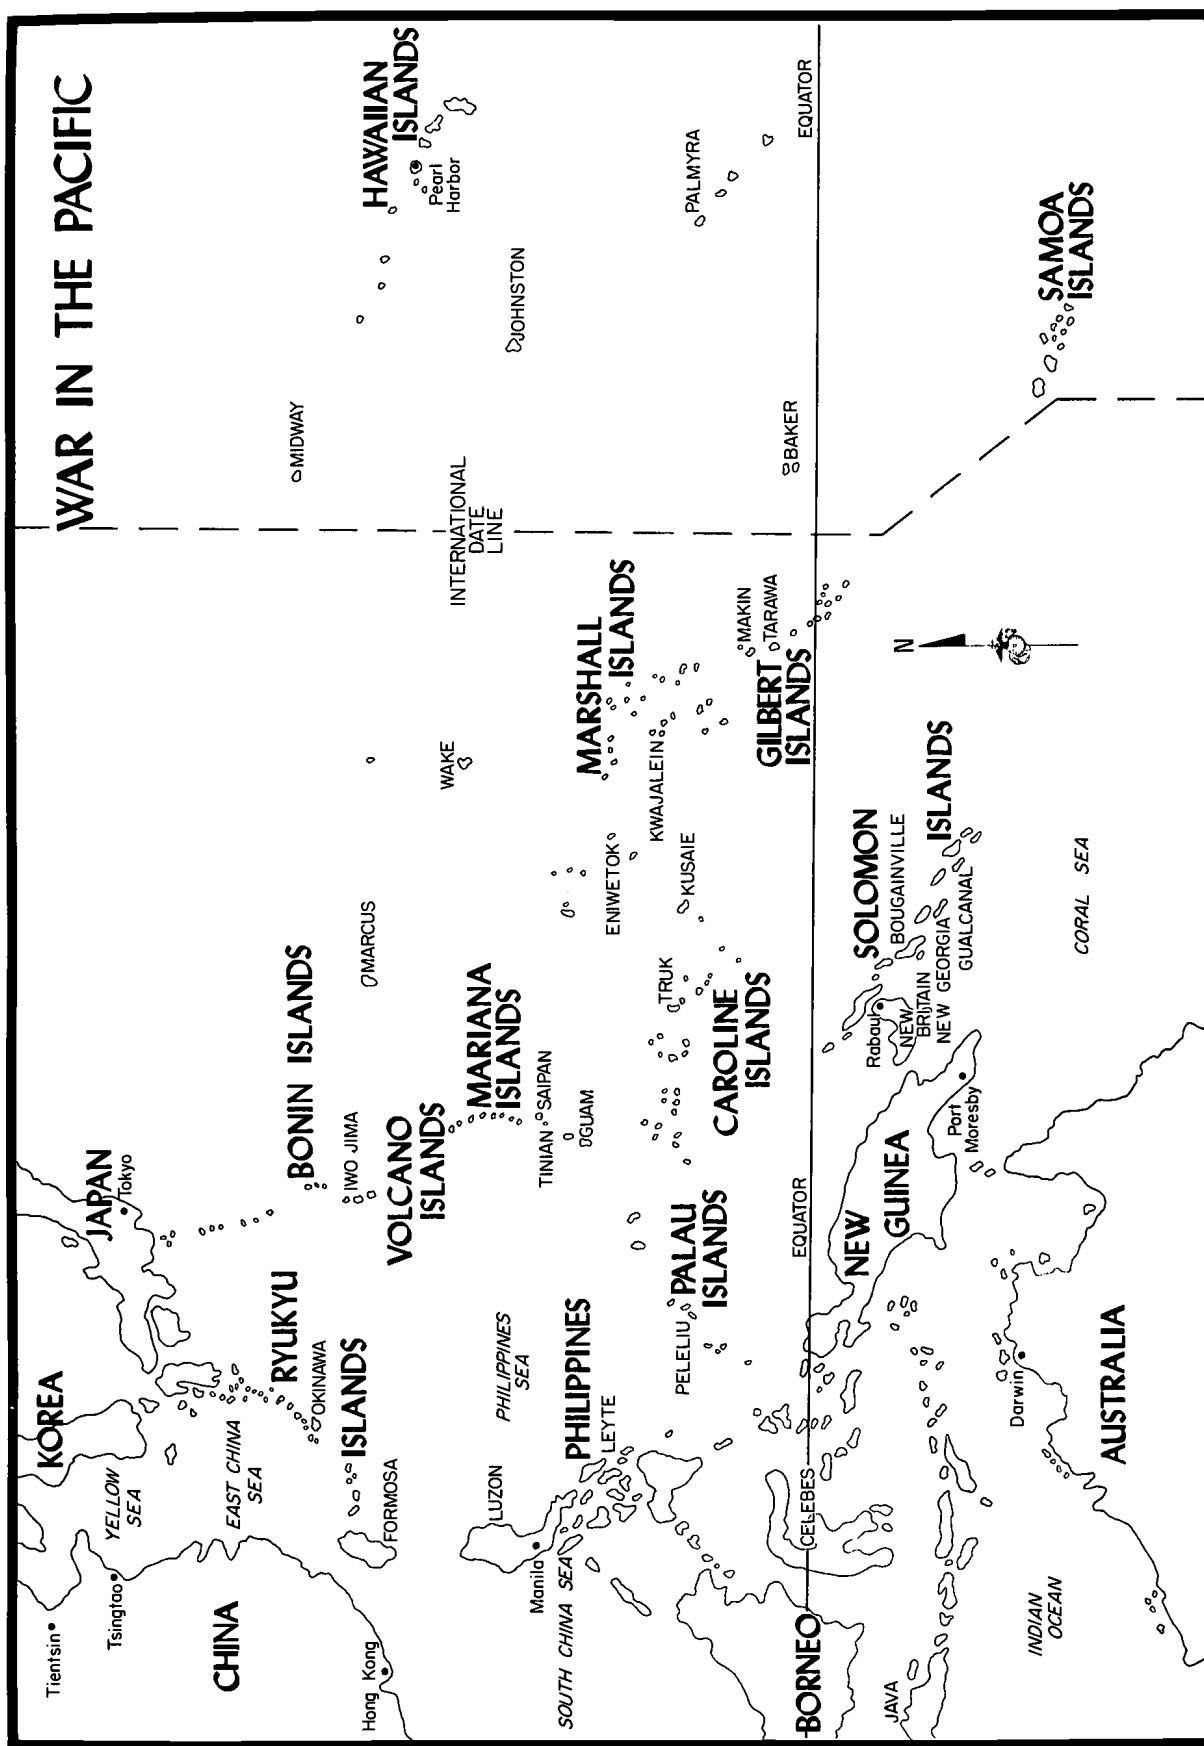 WAR IN THE PACIFIC
HAWAIIAN
ISLANDS
Pearl
Harbor
MIDWAY
JOHNSTON
PALMYRA
EQUATOR
INTERNATIONAL
DATE
LINE
BAKER
SAMOA
ISLANDS
MARSHALL
ISLANDS
KWAJALEIN
ENIWETOK
WAKE
MAKIN
TARAWA
GILBERT
ISLANDS
N
KUSAIE
MARCUS
BONIN ISLANDS
IWO JIMA
VOLCANO
ISLANDS
MARIANA
ISLANDS
SAIPAN
TINIAN
GUAM
TRUK
CAROLINE
ISLANDS
SOLOMON
ISLANDS
BOUGAINVILLE
Rabaul
NEW
BRITAIN
NEW GEORGIA
GUALCANAL
CORAL SEA
JAPAN
Tokyo
KOREA
YELLOW
SEA
EAST CHINA
SEA
RYUKYU
ISLANDS
OKINAWA
FORMOSA
PHILIPPINES
SEA
PHILIPPINES
LEYTE
LUZON
Manila
SOUTH CHINA SEA
PELELIU
PALAU
ISLANDS
EQUATOR
NEW
GUINEA
Port
Moresby
Tientsin
Tsingtao
CHINA
Hong Kong
BORNEO
CELEBES
JAVA
INDIAN
OCEAN
Darwin
AUSTRALIA